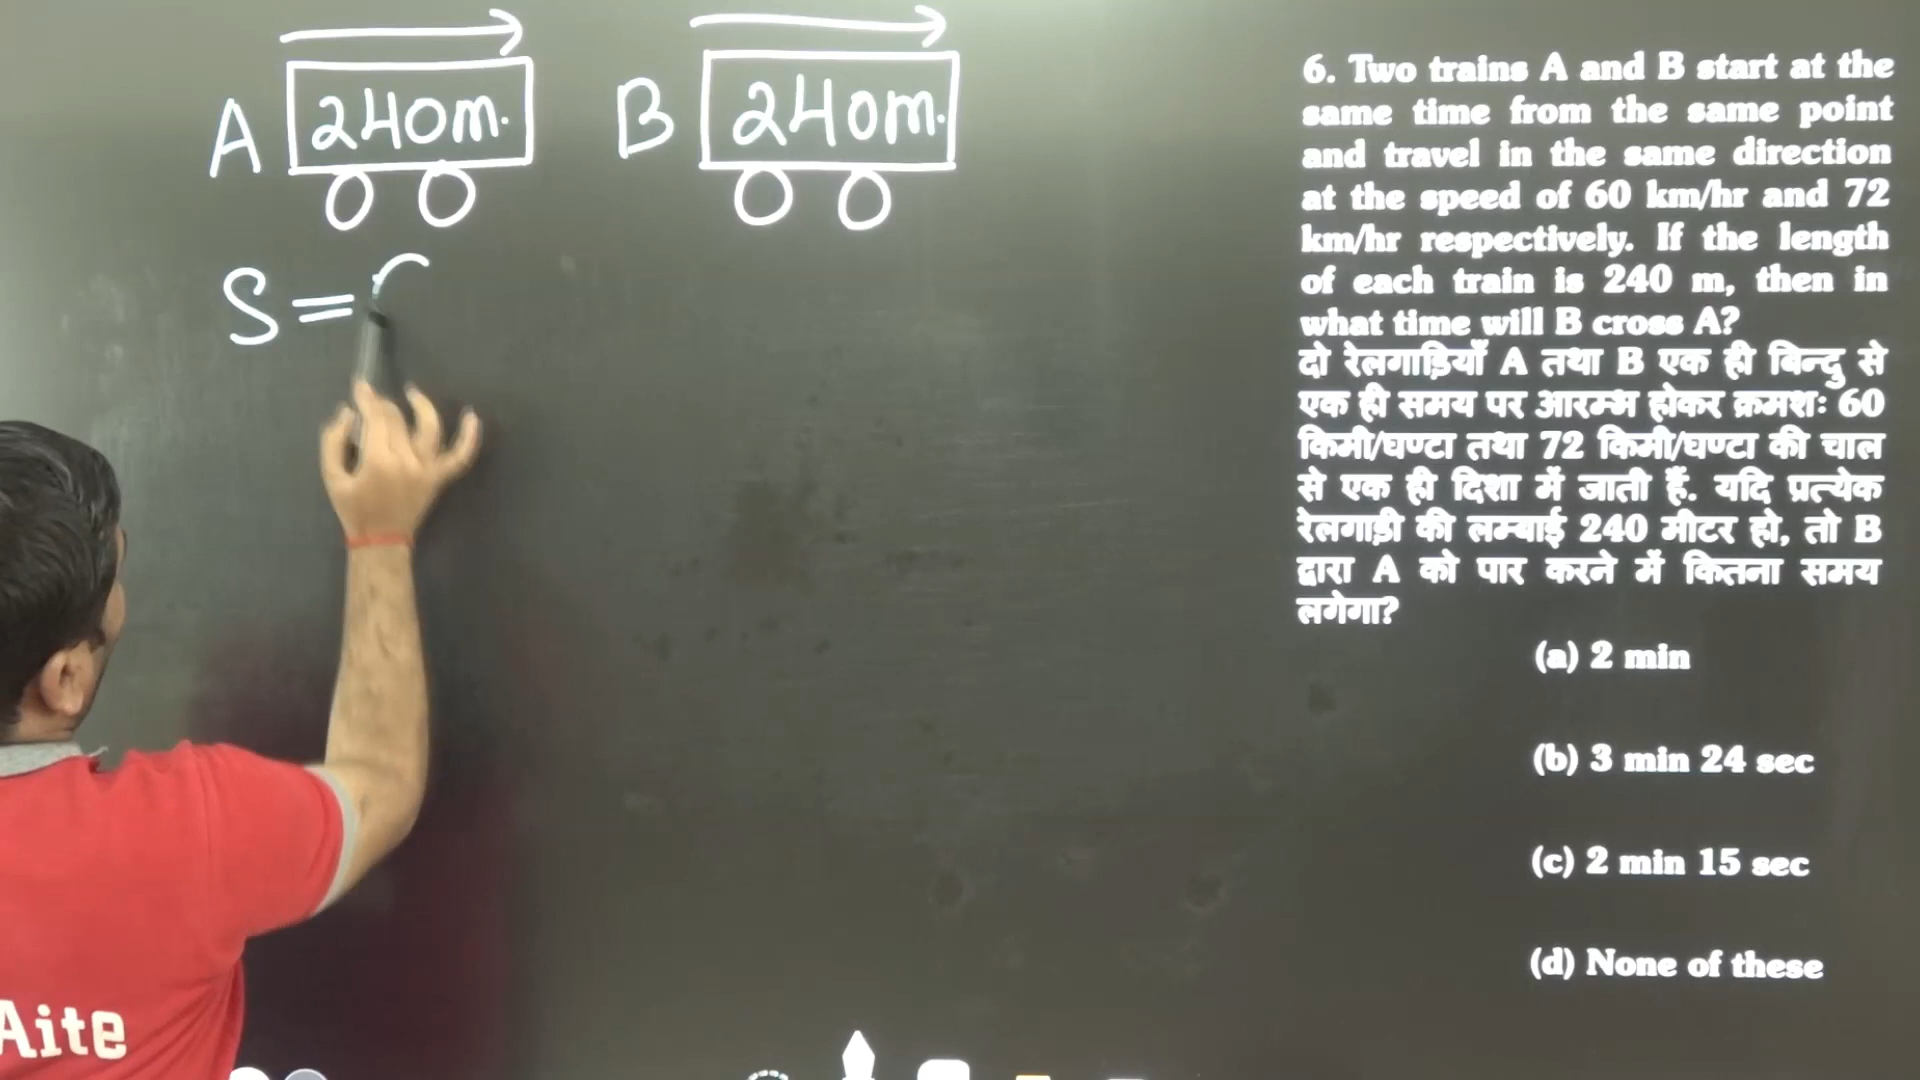 A 240m. B 240m.
S =
6. Two trains A and B start at the
same time from the same point
and travel in the same direction
at the speed of 60 km/hr and 72
km/hr respectively. If the length
of each train is 240 m, then in
what time will B cross A?
दो रेलगाड़ियाँ A तथा B एक ही बिन्दु से
एक ही समय पर आरम्भ होकर क्रमशः 60
किमी/घण्टा तथा 72 किमी/घण्टा की चाल
से एक ही दिशा में जाती हैं. यदि प्रत्येक
रेलगाड़ी की लम्बाई 240 मीटर हो, तो B
द्वारा A को पार करने में कितना समय
लगेगा?
(a) 2 min
(b) 3 min 24 sec
(c) 2 min 15 sec
(d) None of these
Aite